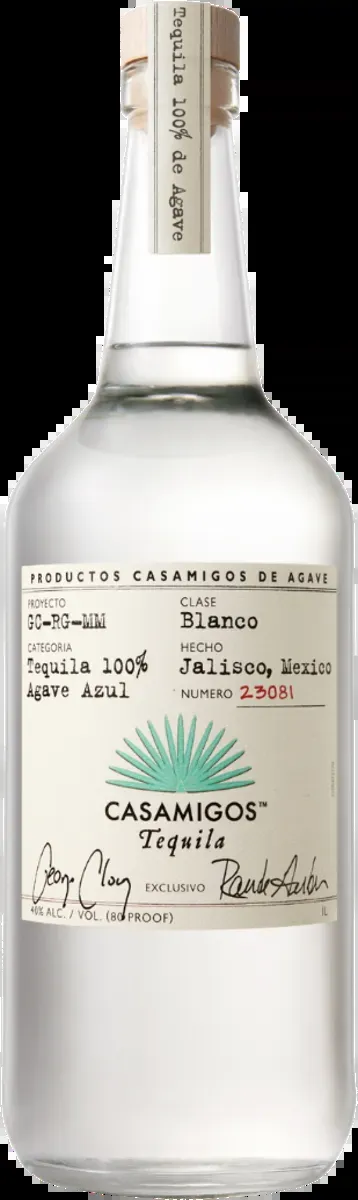 Tequila 100% de Agave
PRODUCTOS CASAMIGOS DE AGAVE
PROYECTO
GC-RG-MM
CLASE
Blanco
CATEGORIA
Tequila 100%
Agave Azul
HECHO
Jalisco, Mexico
NUMERO 23081
CASAMIGOS™
Tequila
EXCLUSIVO
40% ALC. / VOL. (80 PROOF)
1L